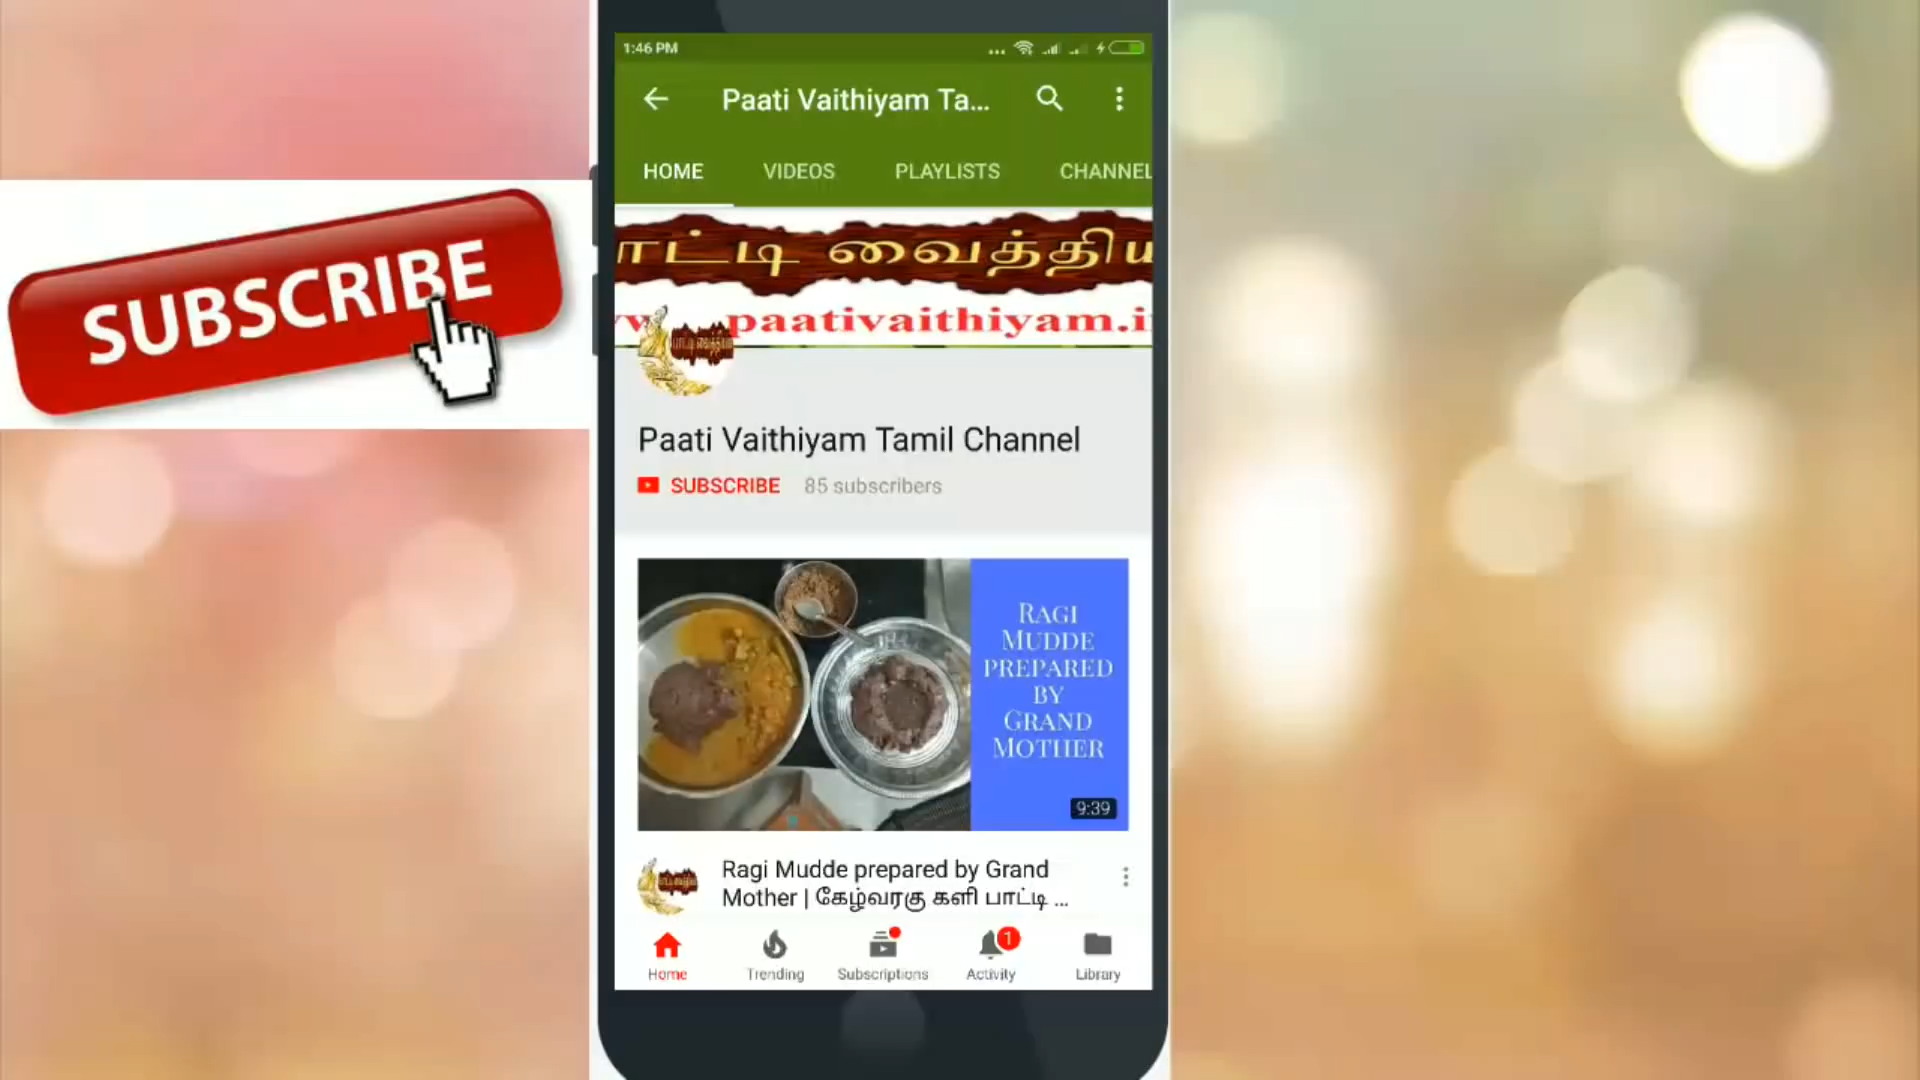 SUBSCRIBE
1:46 PM
Paati Vaithiyam Ta...
HOME VIDEOS PLAYLISTS CHANNEL
ாட்டி வைத்திய
www.paativaithiyam.i
Paati Vaithiyam Tamil Channel
SUBSCRIBE 85 subscribers
RAGI
MUDDE
PREPARED
BY
GRAND
MOTHER
9:39
Ragi Mudde prepared by Grand
Mother | கேழ்வரகு களி பாட்டி ...
1
Home Trending Subscriptions Activity Library